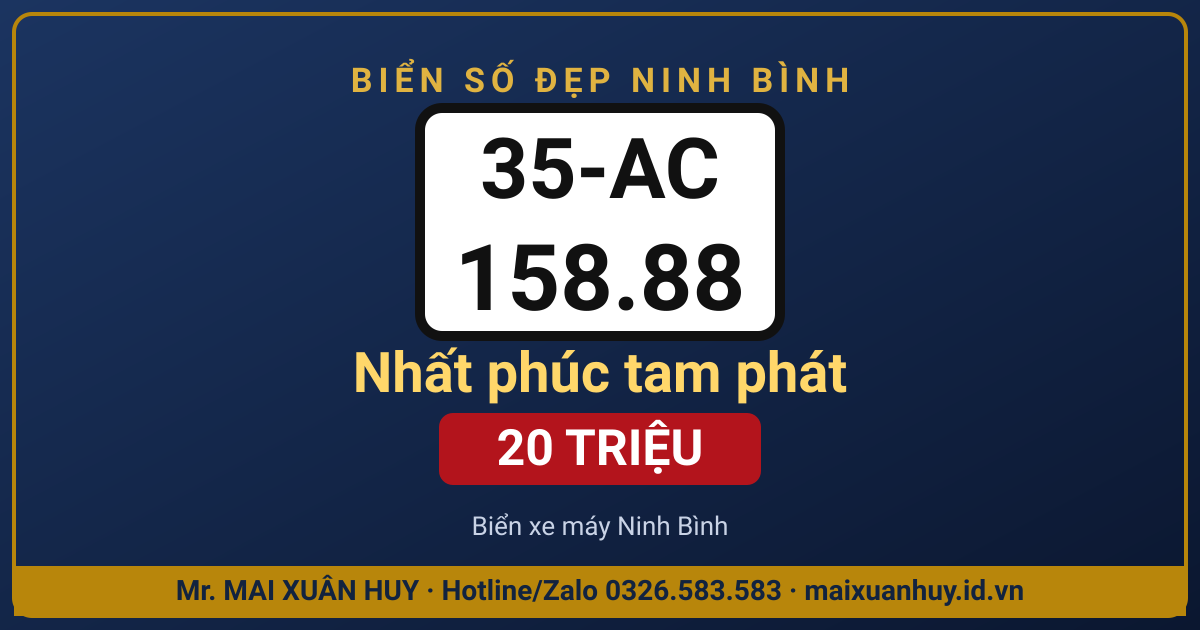 BIỂN SỐ ĐẸP NINH BÌNH
35-AC
158.88
Nhất phúc tam phát
20 TRIỆU
Biển xe máy Ninh Bình
Mr. MAI XUÂN HUY · Hotline/Zalo 0326.583.583 · maixuanhuy.id.vn